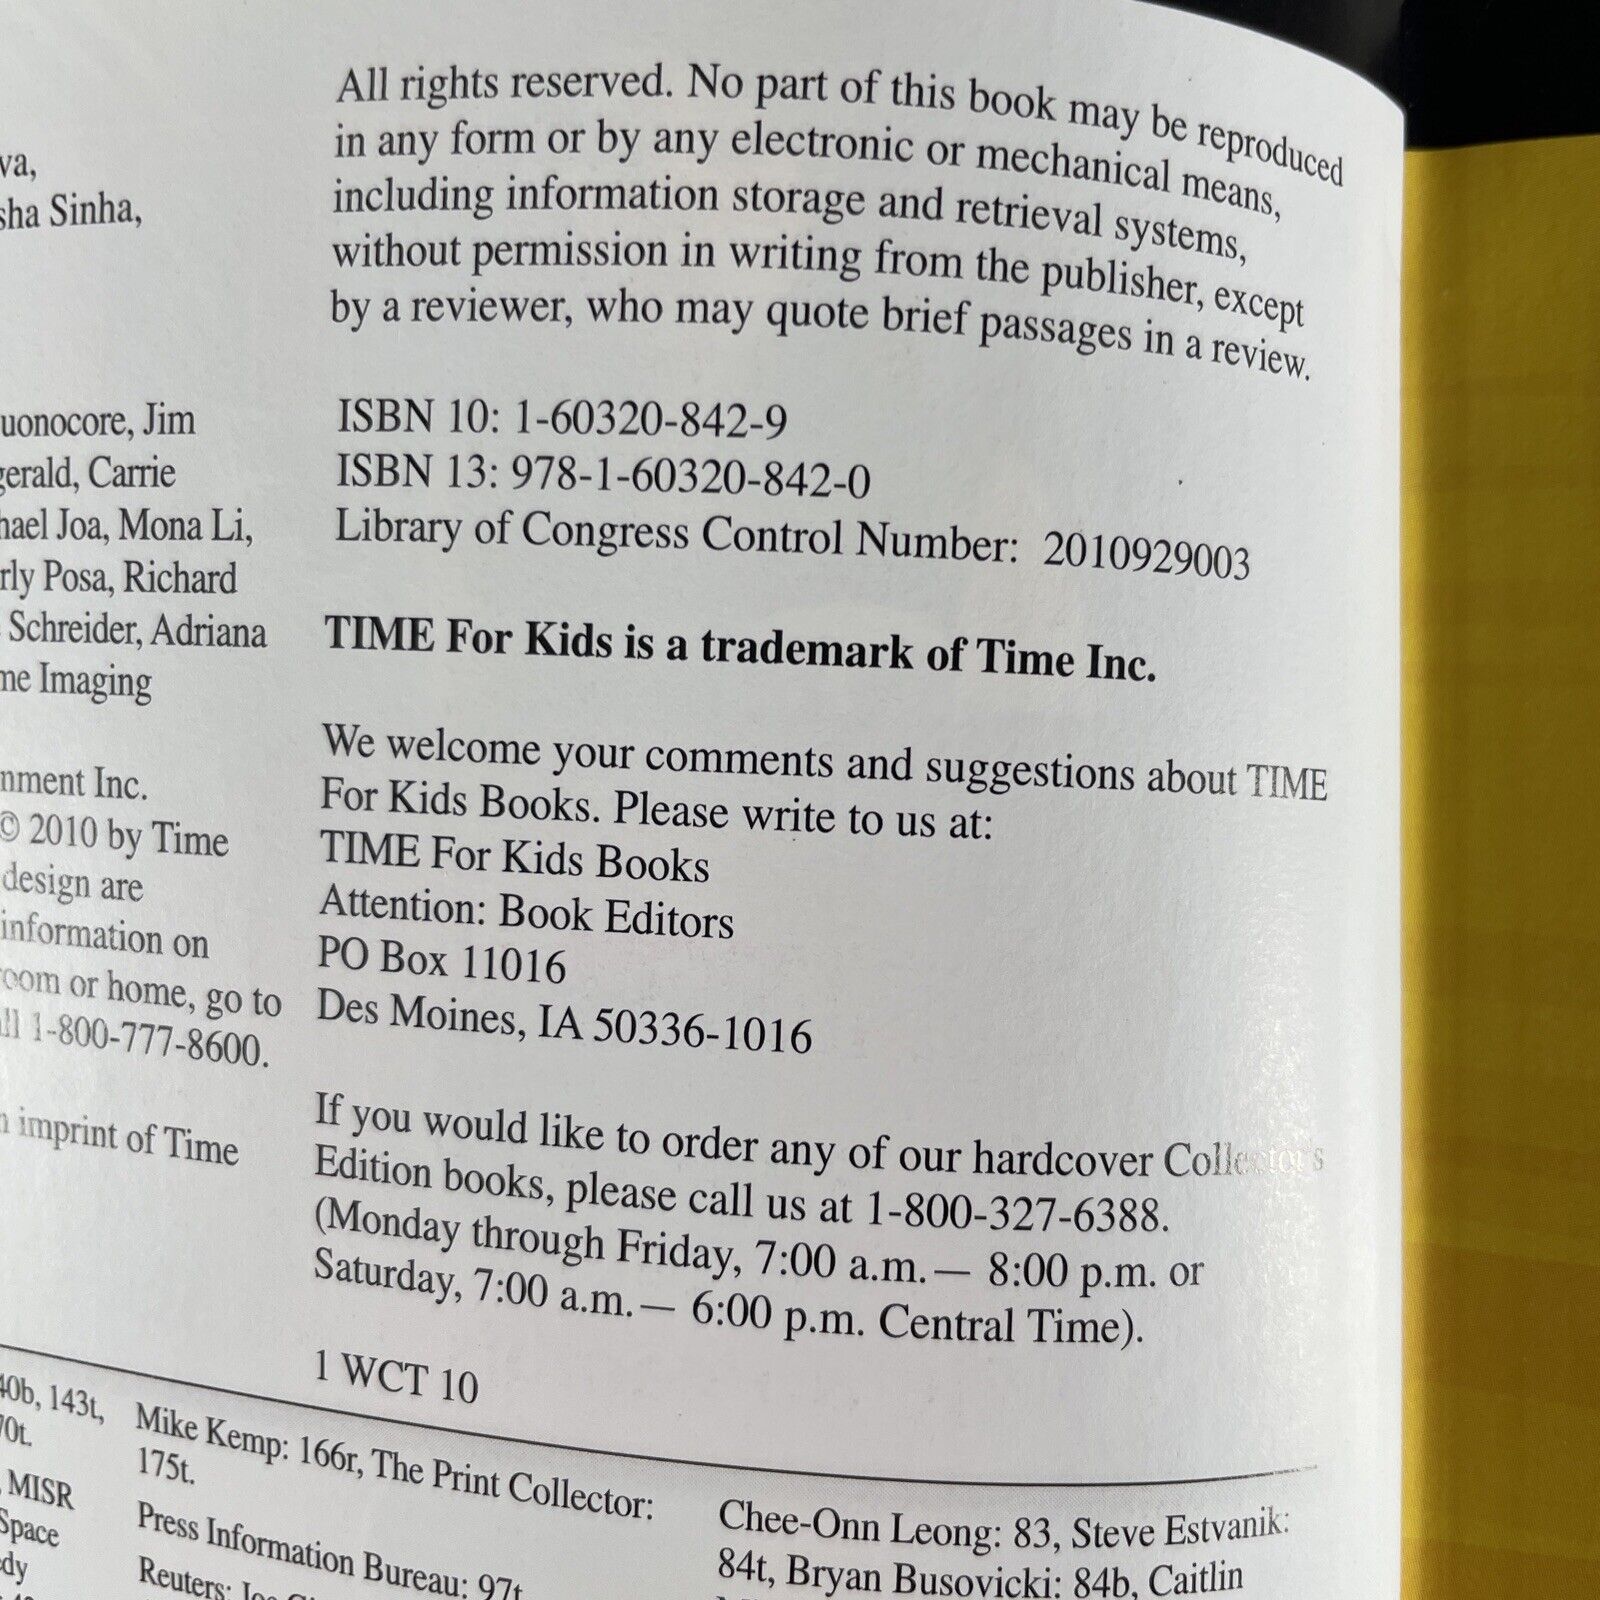 va,
sha Sinha,
uonocore, Jim
gerald, Carrie
hael Joa, Mona Li,
rly Posa, Richard
Schreider, Adriana
me Imaging
nment Inc.
© 2010 by Time
design are
information on
room or home, go to
all 1-800-777-8600.
n imprint of Time
All rights reserved. No part of this book may be reproduced
in any form or by any electronic or mechanical means,
including information storage and retrieval systems,
without permission in writing from the publisher, except
by a reviewer, who may quote brief passages in a review.
ISBN 10: 1-60320-842-9
ISBN 13: 978-1-60320-842-0
Library of Congress Control Number: 2010929003
TIME For Kids is a trademark of Time Inc.
We welcome your comments and suggestions about TIME
For Kids Books. Please write to us at:
TIME For Kids Books
Attention: Book Editors
PO Box 11016
Des Moines, IA 50336-1016
If you would like to order any of our hardcover Collector's
Edition books, please call us at 1-800-327-6388.
(Monday through Friday, 7:00 a.m.— 8:00 p.m. or
Saturday, 7:00 a.m.— 6:00 p.m. Central Time).
1 WCT 10
40b, 143t,
70t.
, MISR
Space
edy
Mike Kemp: 166r, The Print Collector:
175t.
Press Information Bureau: 97t
Reuters:
Chee-Onn Leong: 83, Steve Estvanik:
84t, Bryan Busovicki: 84b, Caitlin